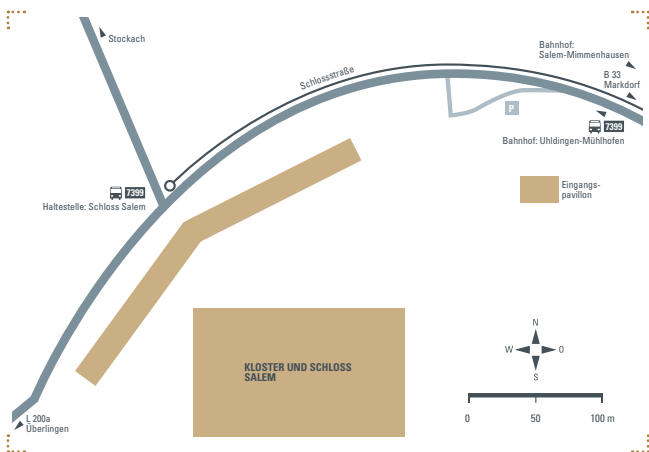 Stockach
Schlossstraße
Bahnhof:
Salem-Mimmenhausen
B 33
Markdorf
P
7399
Bahnhof: Uhldingen-Mühlhofen
7399
Haltestelle: Schloss Salem
Eingangs-
pavillon
KLOSTER UND SCHLOSS
SALEM
N
W O
S
L 200a
Überlingen
0 50 100 m